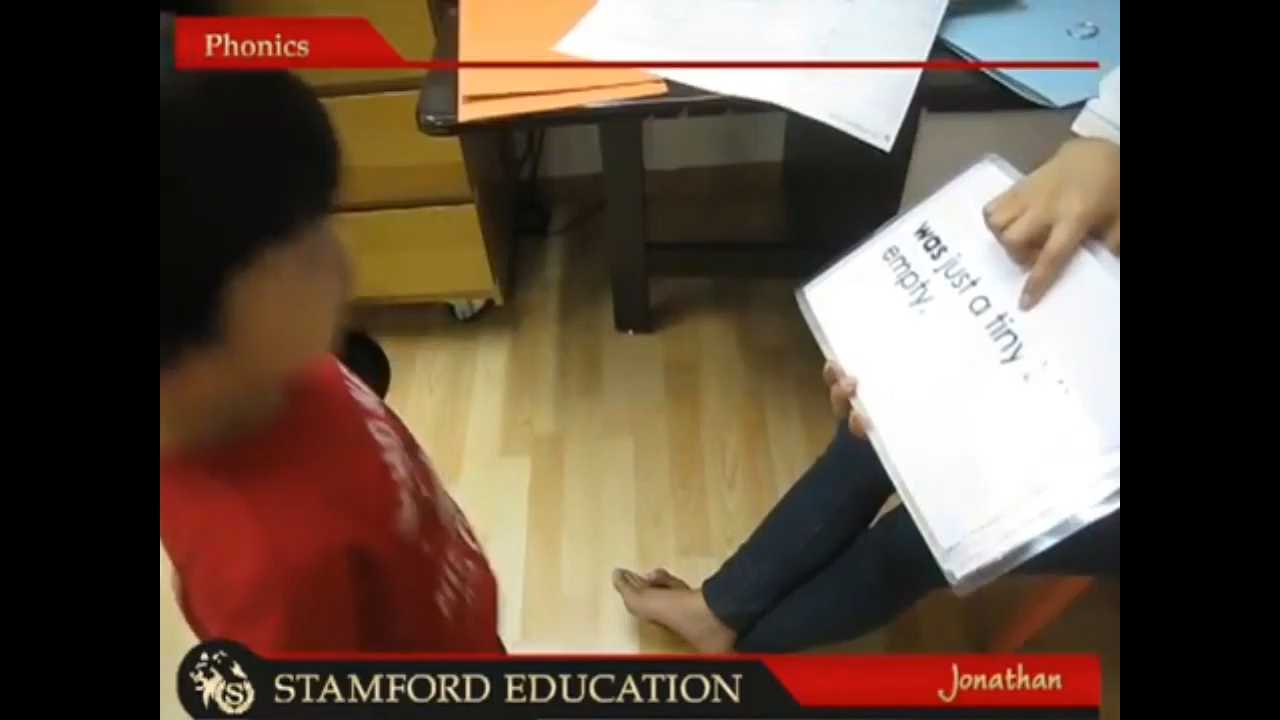 Phonics
was just a tiny
empty.
STAMFORD EDUCATION
Jonathan